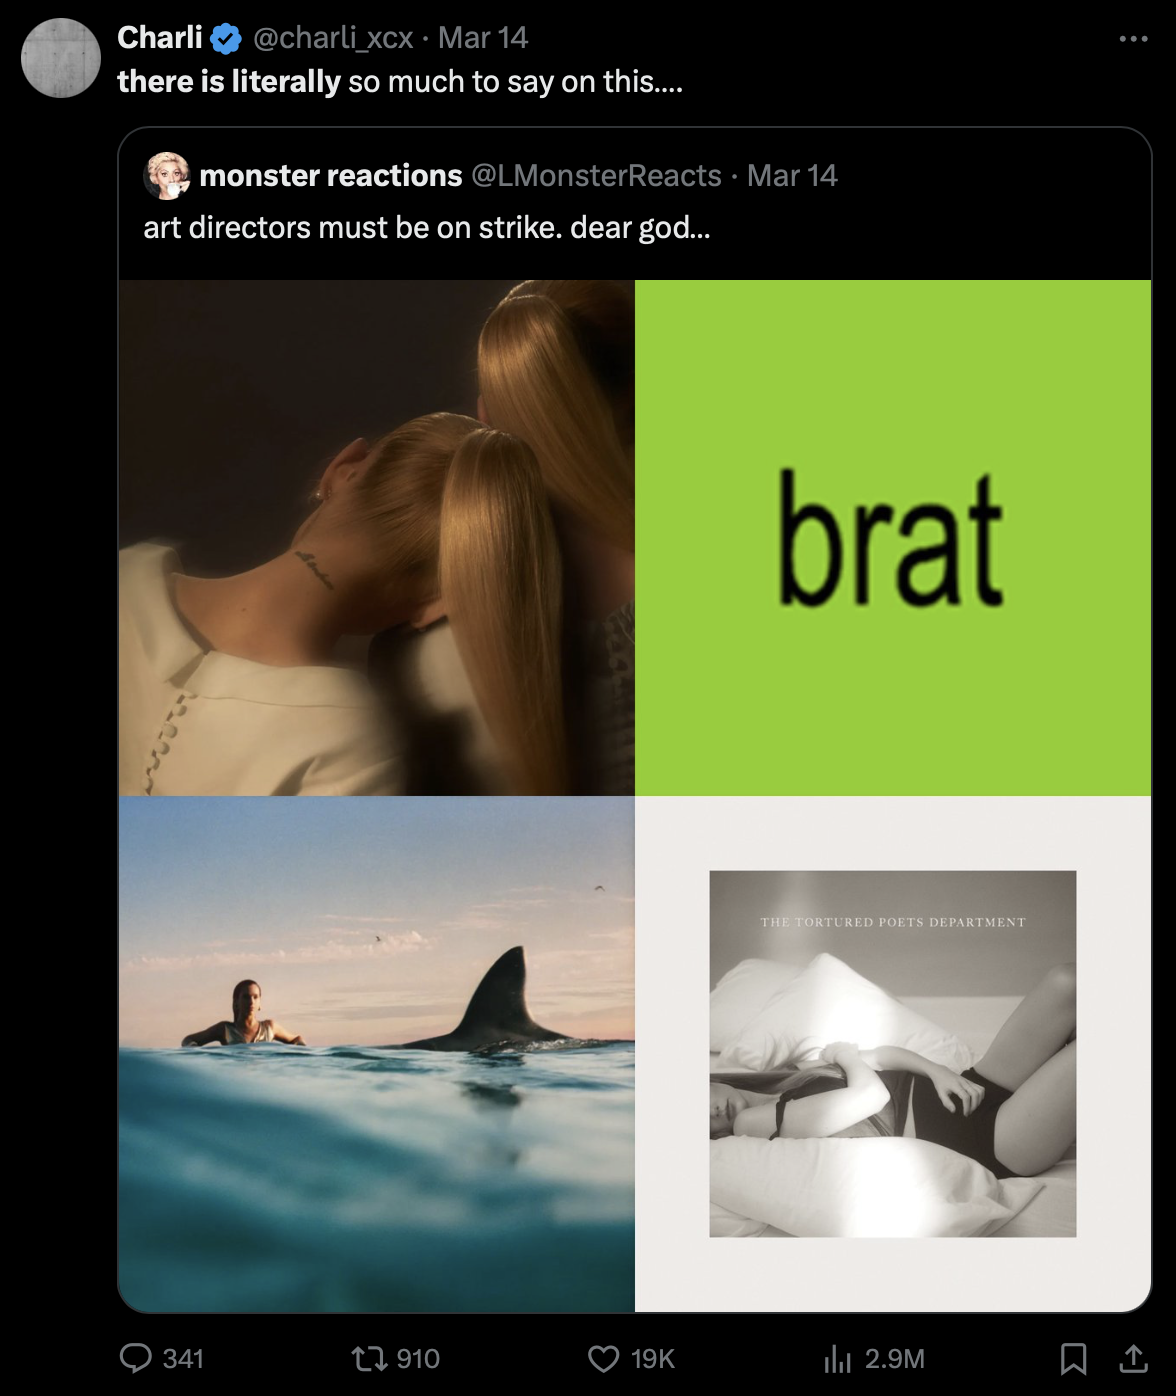 Charli @charli_xcx · Mar 14
there is literally so much to say on this....
monster reactions @LMonsterReacts · Mar 14
art directors must be on strike. dear god...
brat
THE TORTURED POETS DEPARTMENT
341 910 19K 2.9M